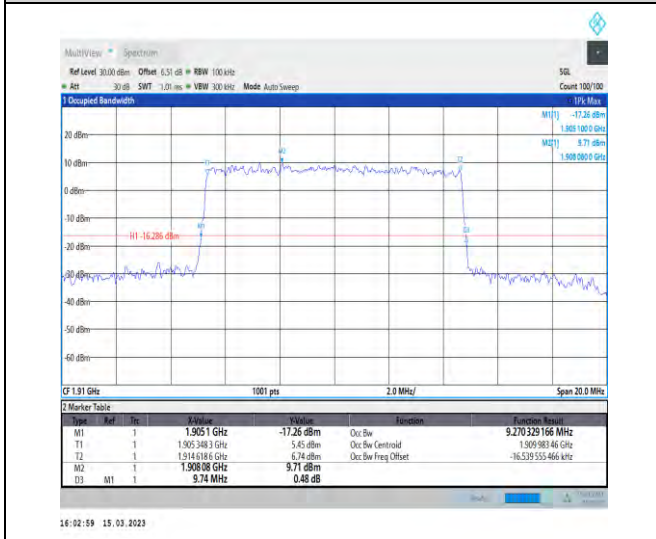 MultiView Spectrum
Ref Level 30.00 dBm Offset 6.51 dB RBW 100 kHz SGL
Att 30 dB SWT 1.01 ms VBW 300 kHz Mode Auto Sweep Count 100/100
1 Occupied Bandwidth 1Pk Max
M1[1] -17.26 dBm
1.905 100 0 GHz
M2[1] 9.71 dBm
1.908 080 0 GHz
20 dBm
M2
T1 T2
10 dBm
0 dBm
-10 dBm
M1 D3
H1 -16.286 dBm
-20 dBm
-30 dBm
-40 dBm
-50 dBm
-60 dBm
CF 1.91 GHz 1001 pts 2.0 MHz/ Span 20.0 MHz
2 Marker Table
Type Ref Trc X-Value Y-Value Function Function Result
M1 1 1.9051 GHz -17.26 dBm Occ Bw 9.270 329 166 MHz
T1 1 1.905 348 3 GHz 5.45 dBm Occ Bw Centroid 1.909 983 46 GHz
T2 1 1.914 618 6 GHz 6.74 dBm Occ Bw Freq Offset -16.539 555 466 kHz
M2 1 1.908 08 GHz 9.71 dBm
D3 M1 1 9.74 MHz 0.48 dB
16:02:59 15.03.2023